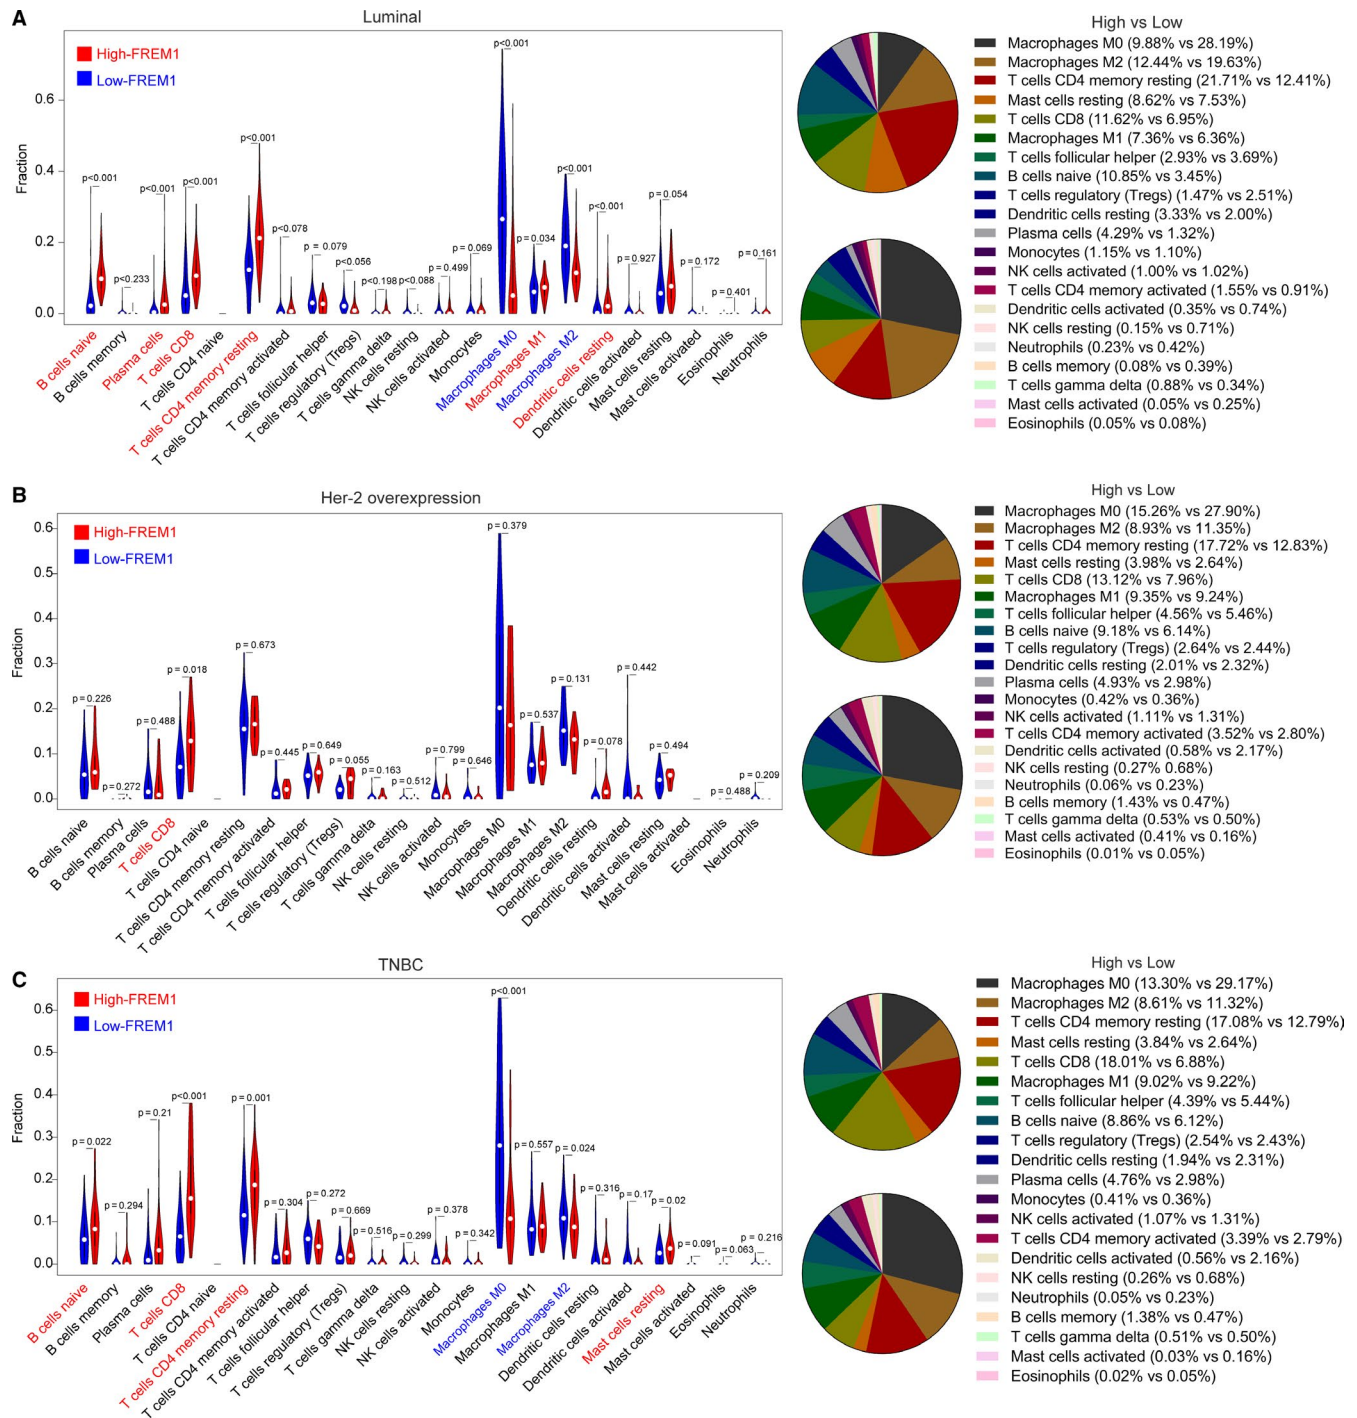 A
Luminal
High-FREM1
Low-FREM1
Fraction
0.6
0.4
0.2
0.0
p<0.001
p<0.233
p<0.001
p<0.001
p<0.001
p<0.078
p = 0.079
p<0.056
p<0.198
p<0.088
p = 0.499
p=0.069
p<0.001
p = 0.034
p<0.001
p<0.001
p = 0.927
p = 0.054
p = 0.172
p=0.401
p=0.161
B cells naive
B cells memory
Plasma cells
T cells CD8
T cells CD4 naive
T cells CD4 memory resting
T cells CD4 memory activated
T cells follicular helper
T cells regulatory (Tregs)
T cells gamma delta
NK cells resting
NK cells activated
Monocytes
Macrophages M0
Macrophages M1
Macrophages M2
Dendritic cells resting
Dendritic cells activated
Mast cells resting
Mast cells activated
Eosinophils
Neutrophils
High vs Low
Macrophages M0 (9.88% vs 28.19%)
Macrophages M2 (12.44% vs 19.63%)
T cells CD4 memory resting (21.71% vs 12.41%)
Mast cells resting (8.62% vs 7.53%)
T cells CD8 (11.62% vs 6.95%)
Macrophages M1 (7.36% vs 6.36%)
T cells follicular helper (2.93% vs 3.69%)
B cells naive (10.85% vs 3.45%)
T cells regulatory (Tregs) (1.47% vs 2.51%)
Dendritic cells resting (3.33% vs 2.00%)
Plasma cells (4.29% vs 1.32%)
Monocytes (1.15% vs 1.10%)
NK cells activated (1.00% vs 1.02%)
T cells CD4 memory activated (1.55% vs 0.91%)
Dendritic cells activated (0.35% vs 0.74%)
NK cells resting (0.15% vs 0.71%)
Neutrophils (0.23% vs 0.42%)
B cells memory (0.08% vs 0.39%)
T cells gamma delta (0.88% vs 0.34%)
Mast cells activated (0.05% vs 0.25%)
Eosinophils (0.05% vs 0.08%)
B
Her-2 overexpression
High-FREM1
Low-FREM1
Fraction
0.6
0.5
0.4
0.3
0.2
0.1
0.0
p = 0.226
p = 0.272
p = 0.488
p = 0.018
p = 0.673
p = 0.445
p = 0.649
p = 0.055
p = 0.163
p = 0.512
p = 0.799
p = 0.646
p = 0.379
p = 0.537
p = 0.131
p = 0.078
p = 0.442
p = 0.494
p = 0.488
p = 0.209
B cells naive
B cells memory
Plasma cells
T cells CD8
T cells CD4 naive
T cells CD4 memory resting
T cells CD4 memory activated
T cells follicular helper
T cells regulatory (Tregs)
T cells gamma delta
NK cells resting
NK cells activated
Monocytes
Macrophages M0
Macrophages M1
Macrophages M2
Dendritic cells resting
Dendritic cells activated
Mast cells resting
Mast cells activated
Eosinophils
Neutrophils
High vs Low
Macrophages M0 (15.26% vs 27.90%)
Macrophages M2 (8.93% vs 11.35%)
T cells CD4 memory resting (17.72% vs 12.83%)
Mast cells resting (3.98% vs 2.64%)
T cells CD8 (13.12% vs 7.96%)
Macrophages M1 (9.35% vs 9.24%)
T cells follicular helper (4.56% vs 5.46%)
B cells naive (9.18% vs 6.14%)
T cells regulatory (Tregs) (2.64% vs 2.44%)
Dendritic cells resting (2.01% vs 2.32%)
Plasma cells (4.93% vs 2.98%)
Monocytes (0.42% vs 0.36%)
NK cells activated (1.11% vs 1.31%)
T cells CD4 memory activated (3.52% vs 2.80%)
Dendritic cells activated (0.58% vs 2.17%)
NK cells resting (0.27% 0.68%)
Neutrophils (0.06% vs 0.23%)
B cells memory (1.43% vs 0.47%)
T cells gamma delta (0.53% vs 0.50%)
Mast cells activated (0.41% vs 0.16%)
Eosinophils (0.01% vs 0.05%)
C
TNBC
High-FREM1
Low-FREM1
Fraction
0.6
0.5
0.4
0.3
0.2
0.1
0.0
p = 0.022
p = 0.294
p = 0.21
p<0.001
p = 0.001
p = 0.304
p = 0.272
p = 0.669
p = 0.516
p = 0.299
p = 0.378
p = 0.342
p<0.001
p = 0.557
p = 0.024
p = 0.316
p = 0.17
p = 0.02
p =0.091
p =0.063
p = 0.216
B cells naive
B cells memory
Plasma cells
T cells CD8
T cells CD4 naive
T cells CD4 memory resting
T cells CD4 memory activated
T cells follicular helper
T cells regulatory (Tregs)
T cells gamma delta
NK cells resting
NK cells activated
Monocytes
Macrophages M0
Macrophages M1
Macrophages M2
Dendritic cells resting
Dendritic cells activated
Mast cells resting
Mast cells activated
Eosinophils
Neutrophils
High vs Low
Macrophages M0 (13.30% vs 29.17%)
Macrophages M2 (8.61% vs 11.32%)
T cells CD4 memory resting (17.08% vs 12.79%)
Mast cells resting (3.84% vs 2.64%)
T cells CD8 (18.01% vs 6.88%)
Macrophages M1 (9.02% vs 9.22%)
T cells follicular helper (4.39% vs 5.44%)
B cells naive (8.86% vs 6.12%)
T cells regulatory (Tregs) (2.54% vs 2.43%)
Dendritic cells resting (1.94% vs 2.31%)
Plasma cells (4.76% vs 2.98%)
Monocytes (0.41% vs 0.36%)
NK cells activated (1.07% vs 1.31%)
T cells CD4 memory activated (3.39% vs 2.79%)
Dendritic cells activated (0.56% vs 2.16%)
NK cells resting (0.26% vs 0.68%)
Neutrophils (0.05% vs 0.23%)
B cells memory (1.38% vs 0.47%)
T cells gamma delta (0.51% vs 0.50%)
Mast cells activated (0.03% vs 0.16%)
Eosinophils (0.02% vs 0.05%)